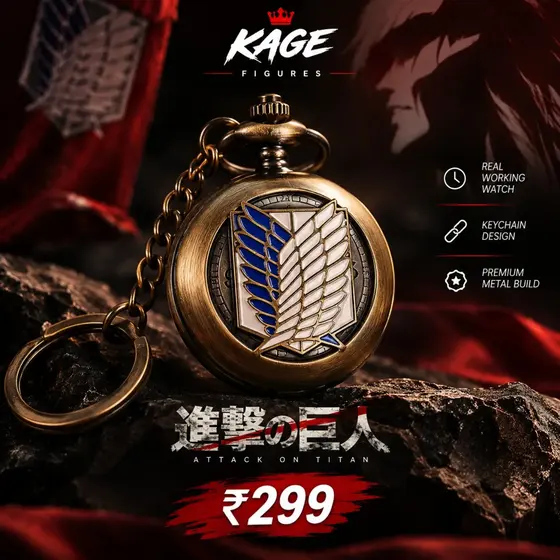 KAGE
FIGURES
REAL
WORKING
WATCH
KEYCHAIN
DESIGN
PREMIUM
METAL BUILD
進撃の巨人
ATTACK ON TITAN
₹299